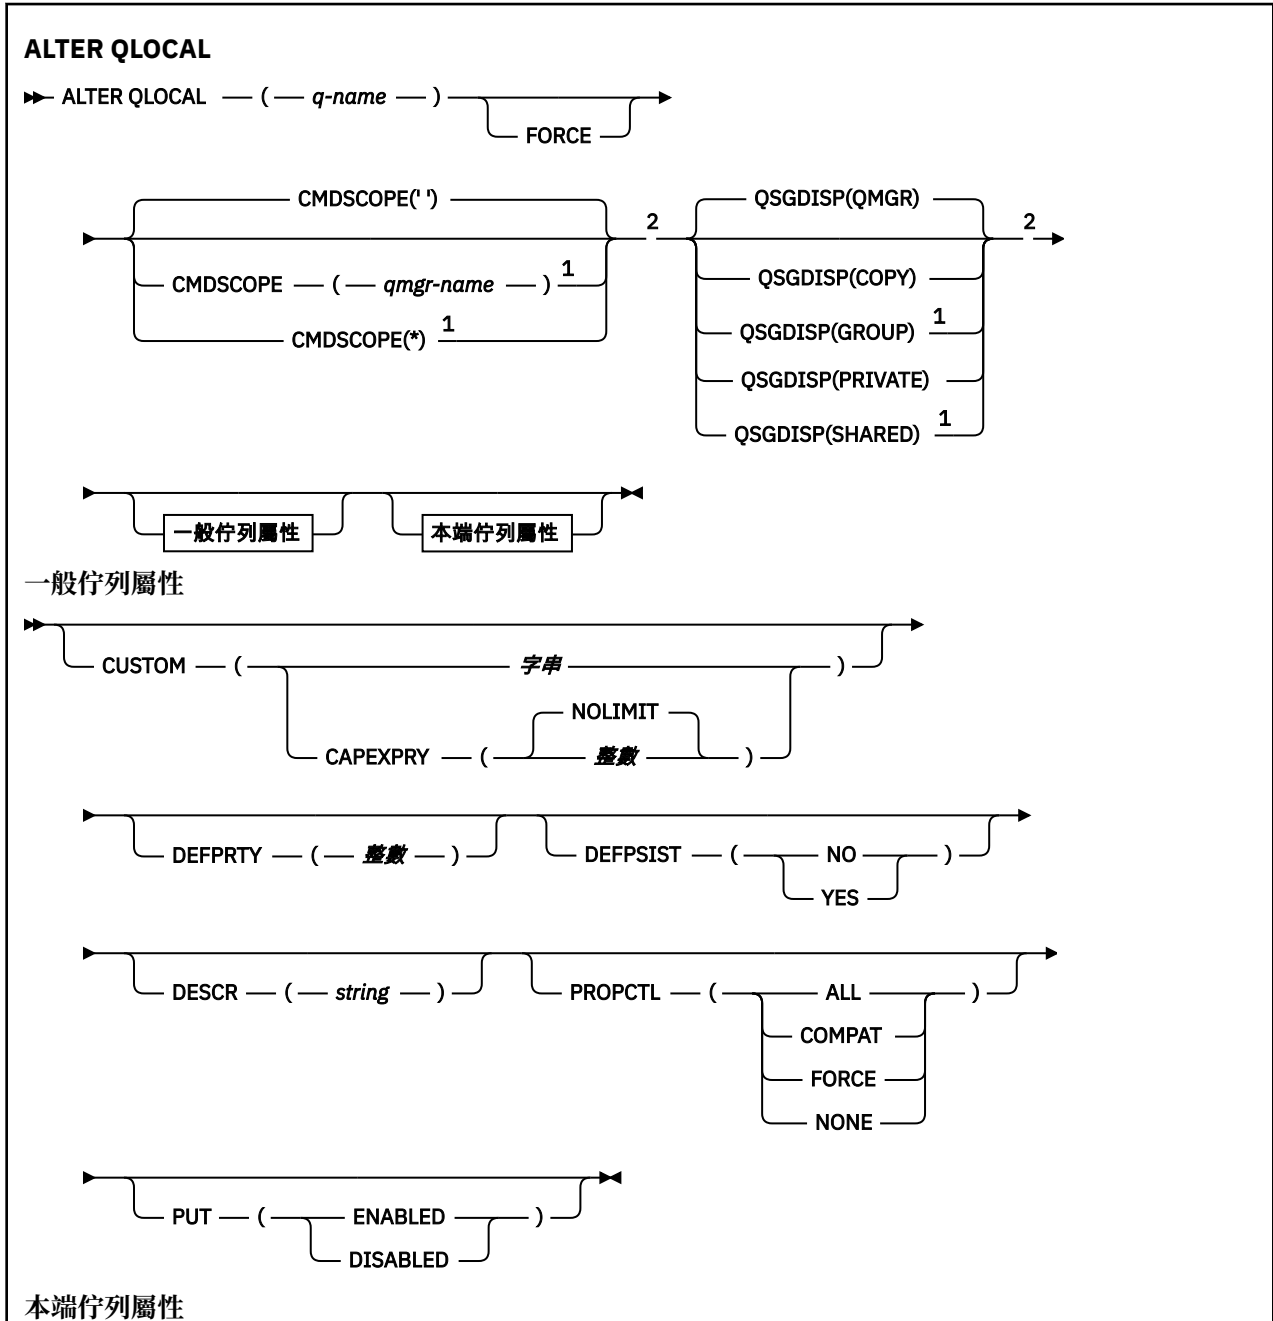 ALTER QLOCAL
ALTER QLOCAL ( q-name )
FORCE
CMDSCOPE(' ')
CMDSCOPE ( qmgr-name ) 1
CMDSCOPE(*) 1
2
QSGDISP(QMGR)
QSGDISP(COPY)
QSGDISP(GROUP) 1
QSGDISP(PRIVATE)
QSGDISP(SHARED) 1
2
一般佇列屬性 本端佇列屬性
一般佇列屬性
CUSTOM ( 字串 )
NOLIMIT
CAPEXPRY ( 整數 )
DEFPRTY ( 整數 ) DEFPSIST ( NO )
YES
DESCR ( string ) PROPCTL ( ALL )
COMPAT
FORCE
NONE
PUT ( ENABLED )
DISABLED
本端佇列屬性